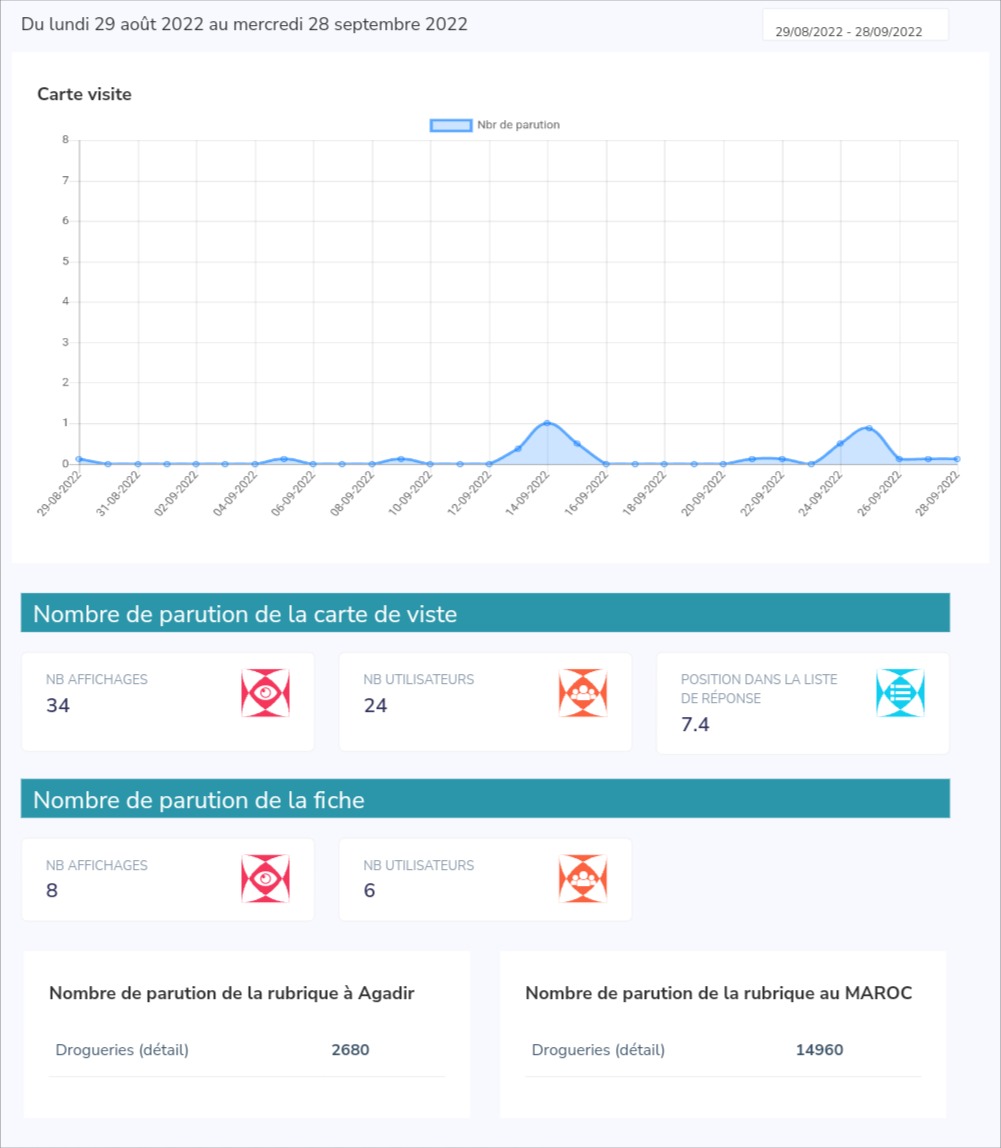 Du lundi 29 août 2022 au mercredi 28 septembre 2022
29/08/2022 - 28/09/2022
Carte visite
Nbr de parution
8
7
6
5
4
3
2
1
0
29-08-2022
31-08-2022
02-09-2022
04-09-2022
06-09-2022
08-09-2022
10-09-2022
12-09-2022
14-09-2022
16-09-2022
18-09-2022
20-09-2022
22-09-2022
24-09-2022
26-09-2022
28-09-2022
Nombre de parution de la carte de viste
NB AFFICHAGES
34
NB UTILISATEURS
24
POSITION DANS LA LISTE
DE RÉPONSE
7.4
Nombre de parution de la fiche
NB AFFICHAGES
8
NB UTILISATEURS
6
Nombre de parution de la rubrique à Agadir
Drogueries (détail) 2680
Nombre de parution de la rubrique au MAROC
Drogueries (détail) 14960